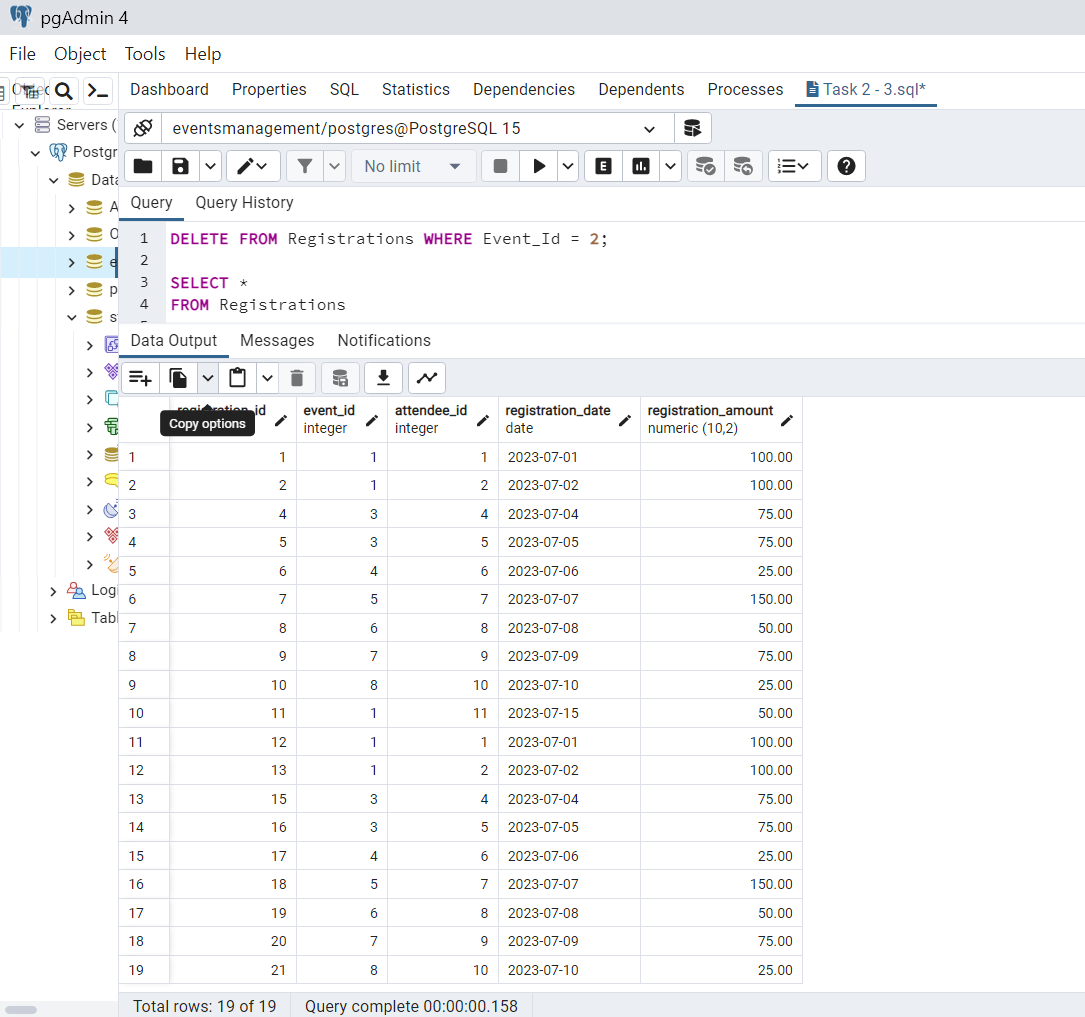 pgAdmin 4
File Object Tools Help
Dashboard Properties SQL Statistics Dependencies Dependents Processes Task 2 - 3.sql*
Servers (
Postgr
Data
A
O
e
p
s
Logi
Tabl
eventsmanagement/postgres@PostgreSQL 15
No limit
E
Query Query History
1 DELETE FROM Registrations WHERE Event_Id = 2;
2
3 SELECT *
4 FROM Registrations
Data Output Messages Notifications
Copy options
event_id attendee_id registration_date registration_amount
integer integer date numeric (10,2)
1 1 1 1 2023-07-01 100.00
2 2 1 2 2023-07-02 100.00
3 4 3 4 2023-07-04 75.00
4 5 3 5 2023-07-05 75.00
5 6 4 6 2023-07-06 25.00
6 7 5 7 2023-07-07 150.00
7 8 6 8 2023-07-08 50.00
8 9 7 9 2023-07-09 75.00
9 10 8 10 2023-07-10 25.00
10 11 1 11 2023-07-15 50.00
11 12 1 1 2023-07-01 100.00
12 13 1 2 2023-07-02 100.00
13 15 3 4 2023-07-04 75.00
14 16 3 5 2023-07-05 75.00
15 17 4 6 2023-07-06 25.00
16 18 5 7 2023-07-07 150.00
17 19 6 8 2023-07-08 50.00
18 20 7 9 2023-07-09 75.00
19 21 8 10 2023-07-10 25.00
Total rows: 19 of 19 Query complete 00:00:00.158